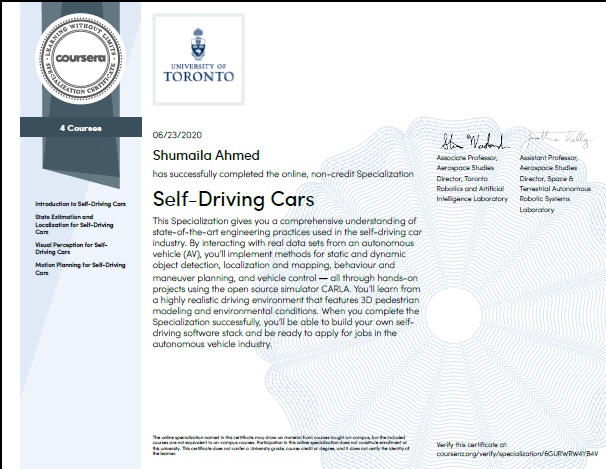 LEARNING WITHOUT LIMITS
coursera
SPECIALIZATION CERTIFICATE
UNIVERSITY OF
TORONTO
4 Courses
Introduction to Self-Driving Cars
State Estimation and
Localization for Self-Driving
Cars
Visual Perception for Self-
Driving Cars
Motion Planning for Self-Driving
Cars
06/23/2020
Shumaila Ahmed
has successfully completed the online, non-credit Specialization
Self-Driving Cars
This Specialization gives you a comprehensive understanding of
state-of-the-art engineering practices used in the self-driving car
industry. By interacting with real data sets from an autonomous
vehicle (AV), you'll implement methods for static and dynamic
object detection, localization and mapping, behaviour and
maneuver planning, and vehicle control — all through hands-on
projects using the open source simulator CARLA. You'll learn from
a highly realistic driving environment that features 3D pedestrian
modeling and environmental conditions. When you complete the
Specialization successfully, you'll be able to build your own self-
driving software stack and be ready to apply for jobs in the
autonomous vehicle industry.
Associate Professor,
Aerospace Studies
Director, Toronto
Robotics and Artificial
Intelligence Laboratory
Assistant Professor,
Aerospace Studies
Director, Space &
Terrestrial Autonomous
Robotic Systems
Laboratory
The online specialization named in this certificate may draw on material from courses taught on-campus, but the included
courses are not equivalent to on-campus courses. Participation in this online specialization does not constitute enrollment at
this university. This certificate does not confer a University grade, course credit or degree, and it does not verify the identity of
the learner.
Verify this certificate at:
coursera.org/verify/specialization/6GURWRW4YB4V